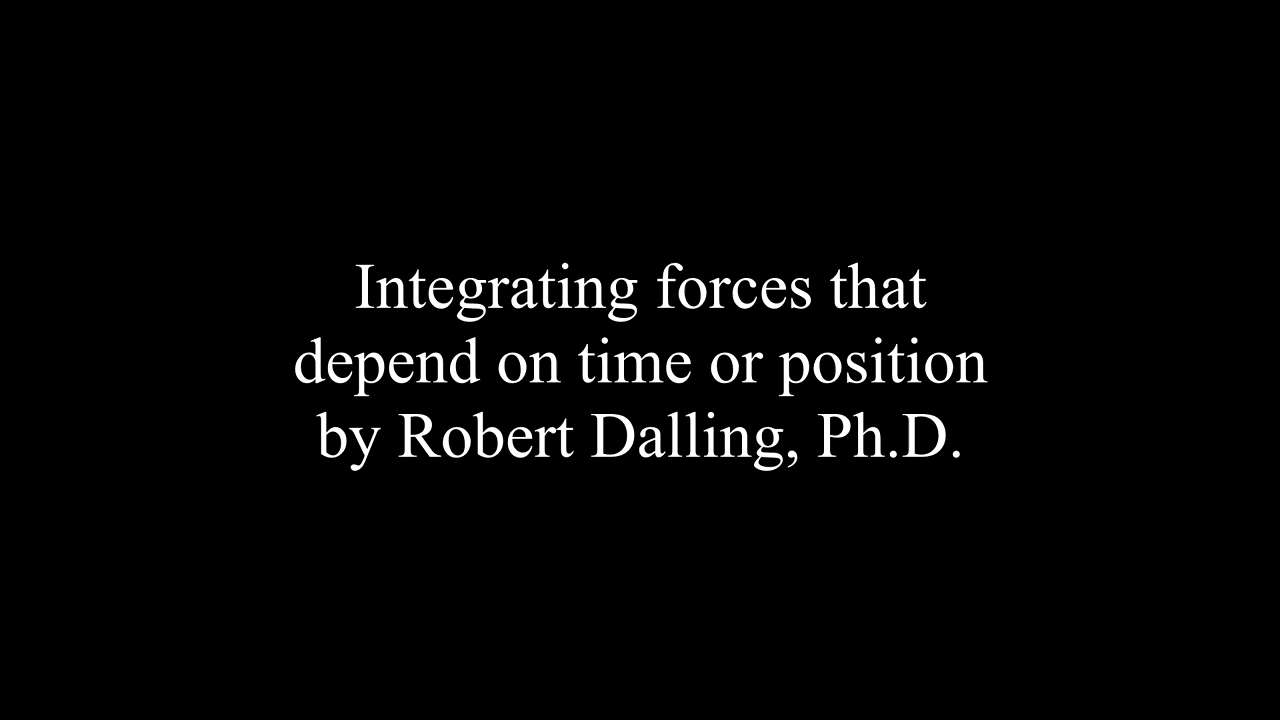 Integrating forces that
depend on time or position
by Robert Dalling, Ph.D.